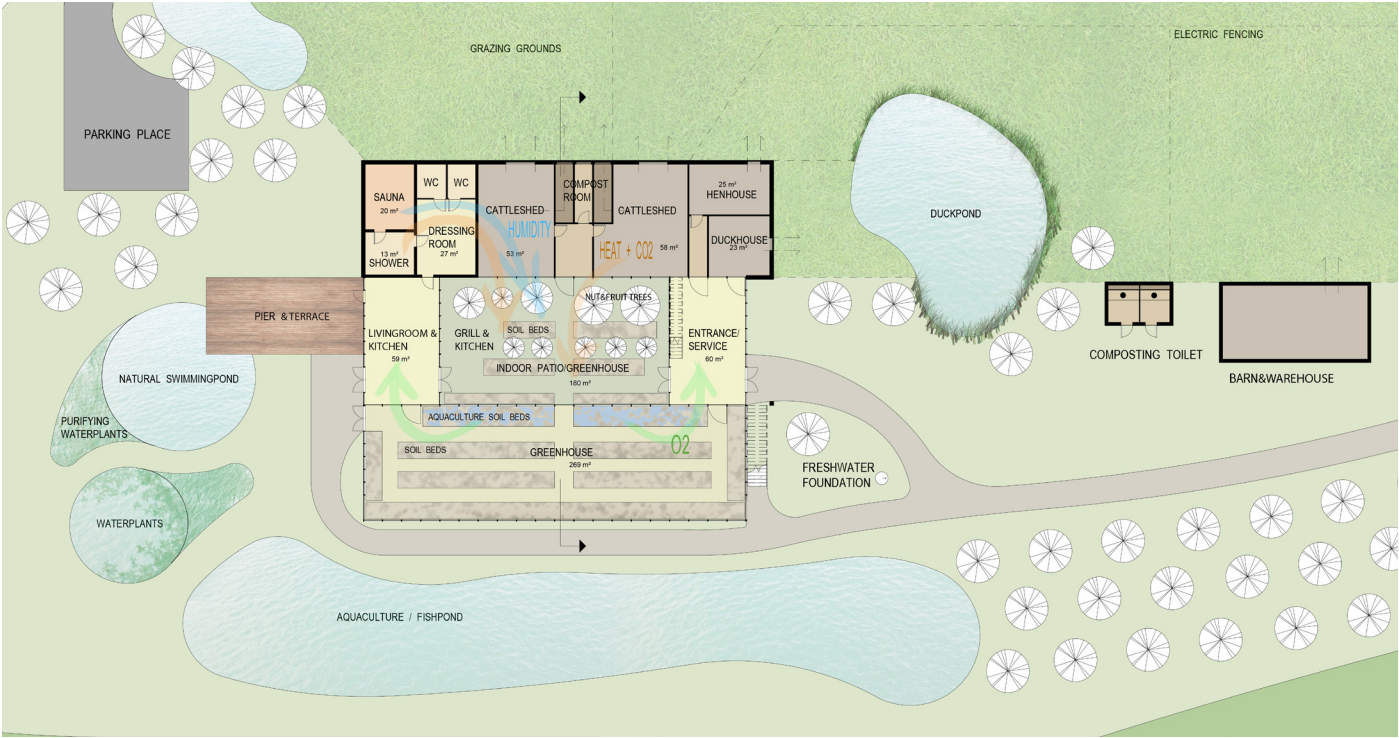 GRAZING GROUNDS
ELECTRIC FENCING
PARKING PLACE
WC
WC
SAUNA
20 m²
COMPOST
ROOM
25 m²
HENHOUSE
CATTLESHED
CATTLESHED
DUCKPOND
HUMIDITY
DRESSING
ROOM
27 m²
13 m²
SHOWER
53 m²
HEAT + CO2
58 m²
DUCKHOUSE
23 m²
NUT&FRUIT TREES
PIER & TERRACE
LIVINGROOM &
KITCHEN
59 m²
GRILL &
KITCHEN
SOIL BEDS
ENTRANCE/
SERVICE
60 m²
COMPOSTING TOILET
INDOOR PATIO/GREENHOUSE
180 m²
NATURAL SWIMMINGPOND
BARN&WAREHOUSE
PURIFYING
WATERPLANTS
AQUACULTURE SOIL BEDS
SOIL BEDS
GREENHOUSE
269 m²
O2
FRESHWATER
FOUNDATION
WATERPLANTS
AQUACULTURE / FISHPOND